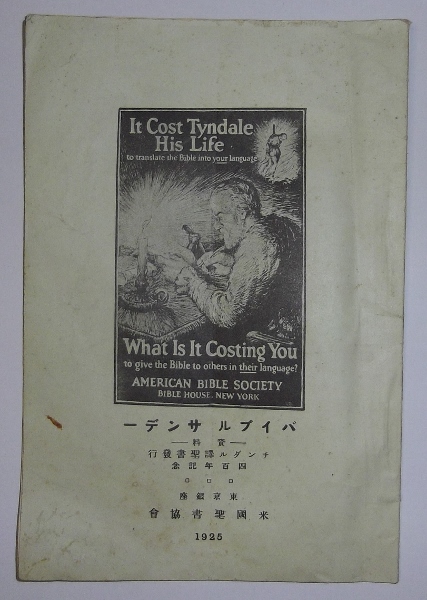 It Cost Tyndale
His Life
to translate the Bible into your language
What Is It Costing You
to give the Bible to others in their language?
AMERICAN BIBLE SOCIETY
BIBLE HOUSE, NEW YORK
バイブル サンデー
資料
チンダル譯聖書發行
四百年記念
東京銀座
米國聖書協會
1925